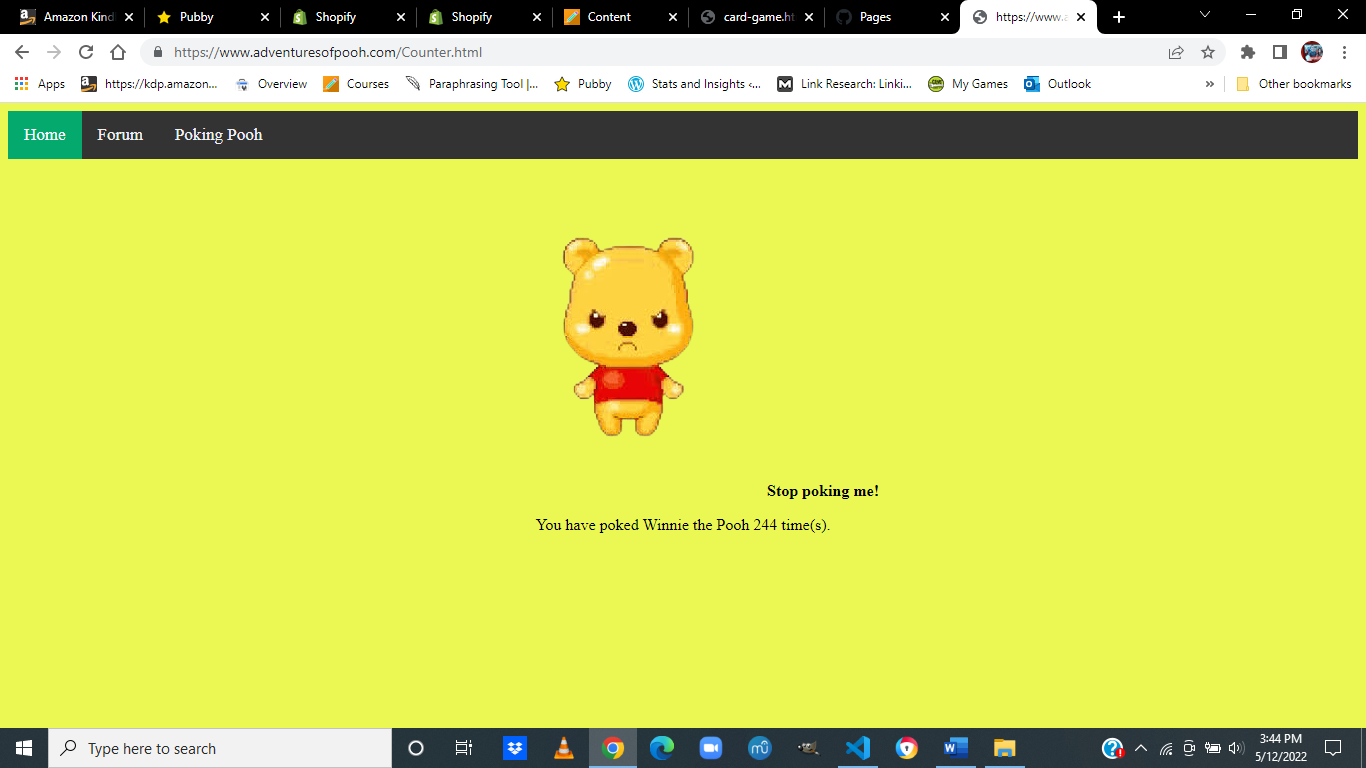 Amazon Kind
Pubby
Shopify
Shopify
Content
card-game.ht
Pages
https://www.a
https://www.adventuresofpooh.com/Counter.html
Apps
https://kdp.amazon...
Overview
Courses
Paraphrasing Tool |...
Pubby
Stats and Insights ‹...
Link Research: Linki...
My Games
Outlook
»
Other bookmarks
Home Forum Poking Pooh
Stop poking me!
You have poked Winnie the Pooh 244 time(s).
Type here to search
3:44 PM
5/12/2022